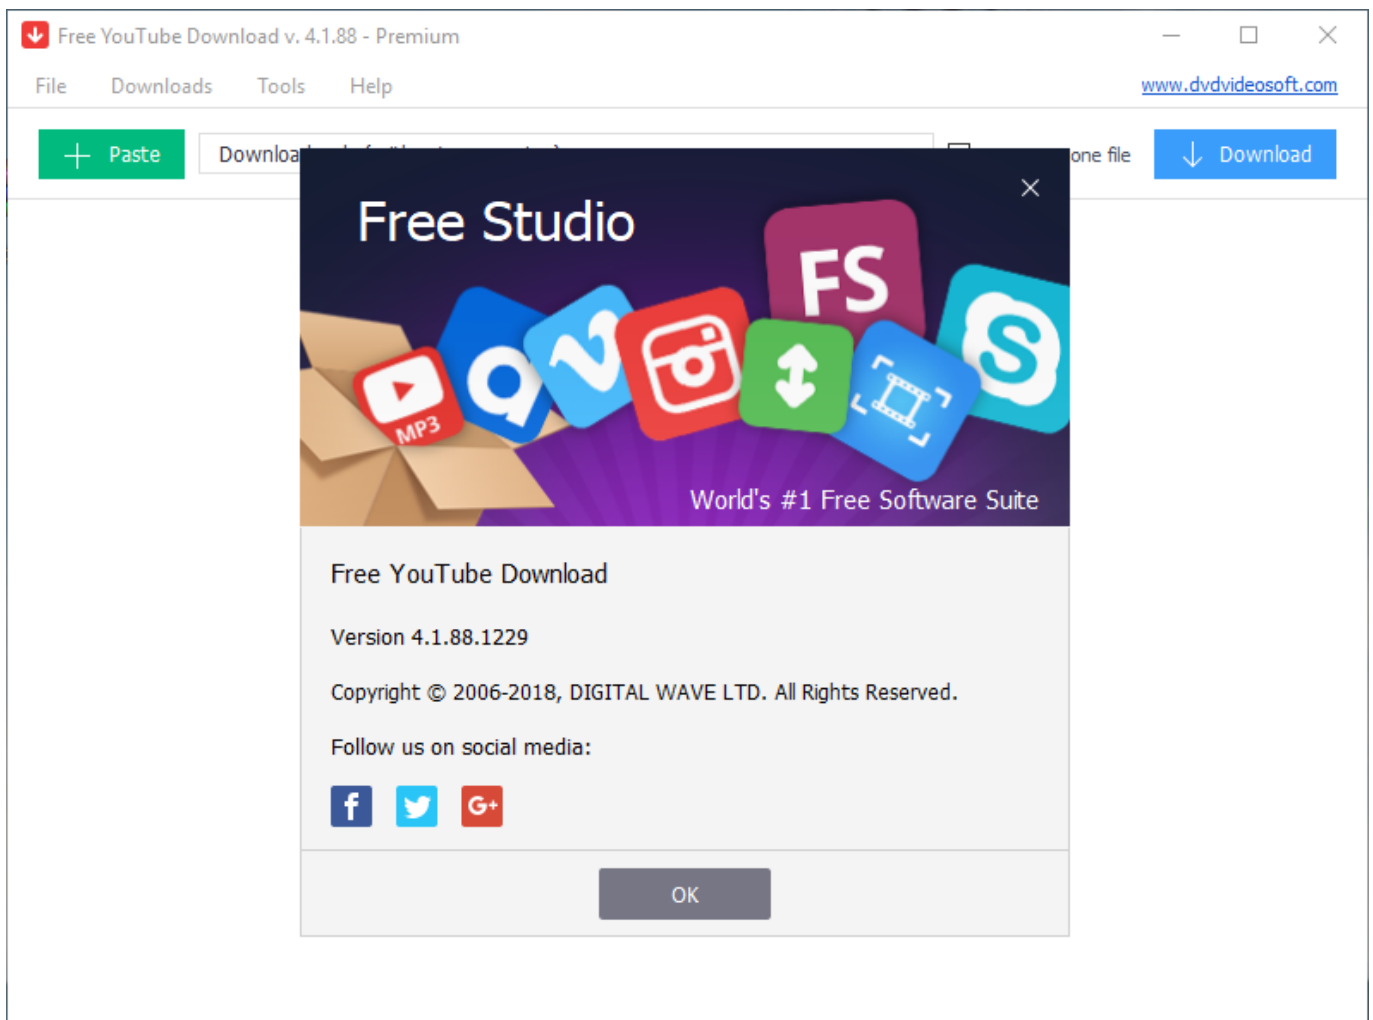 Free YouTube Download v. 4.1.88 - Premium
File Downloads Tools Help www.dvdvideosoft.com
Paste one file Download
Free Studio
FS
MP3
World's #1 Free Software Suite
Free YouTube Download
Version 4.1.88.1229
Copyright © 2006-2018, DIGITAL WAVE LTD. All Rights Reserved.
Follow us on social media:
f G+
OK